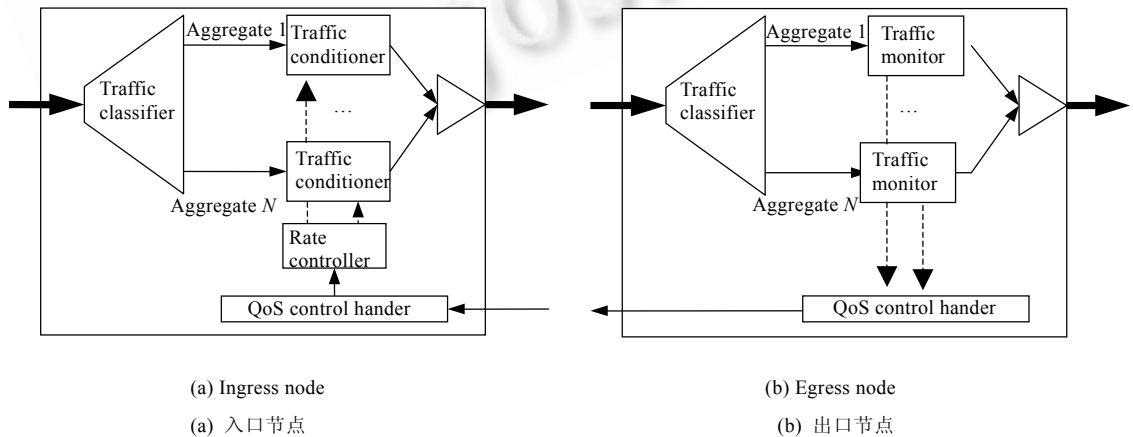 Aggregate 1
Traffic
conditioner
Traffic
classifier
...
Traffic
conditioner
Aggregate N
Rate
controller
QoS control hander
(a) Ingress node
(a) 入口节点
Aggregate 1
Traffic
monitor
Traffic
classifier
...
Traffic
monitor
Aggregate N
QoS control hander
(b) Egress node
(b) 出口节点